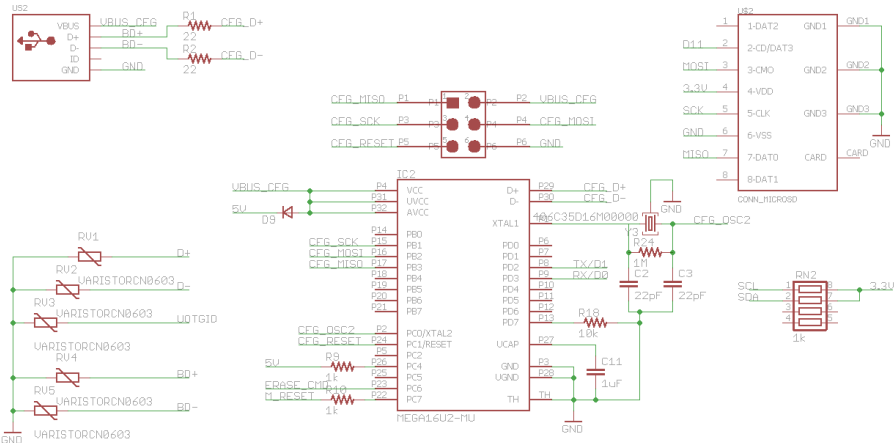 US2
VBUS
D+
D-
ID
GND
VBUS_CFG
BD+
BD-
GND
R1
22
CFG_D+
R2
22
CFG_D-
1-DAT2
2-CD/DAT3
3-CMO
4-VDD
5-CLK
6-VSS
7-DAT0
8-DAT1
GND1
GND2
GND3
CARD
1
2
3
4
5
6
7
8
D11
MOSI
3.3V
SCK
GND
MISO
GND1
GND2
GND3
CARD
GND
CONN_MICROSD
CFG_MISO P1 P2 VBUS_CFG
CFG_SCK P3 P4 CFG_MOSI
CFG_RESET P5 P6 GND
IC2
VBUS_CFG
5V
D9
P4 VCC
P31 UVCC
P32 AVCC
P14 PB0
CFG_SCK P15 PB1
CFG_MOSI P16 PB2
CFG_MISO P17 PB3
P18 PB4
P19 PB5
P20 PB6
P21 PB7
CFG_OSC2 P2 PC0/XTAL2
CFG_RESET P24 PC1/RESET
P5 PC2
5V R9 1k P26 PC4
P25 PC5
ERASE_CMD P23 PC6
M_RESET R10 1k P22 PC7
MEGA16U2-MU
D+ P29 CFG_D+
D- P30 CFG_D-
XTAL1
406C35D16M00000
Y3
GND
CFG_OSC2
R24
1M
C2
22pF
C3
22pF
PD0 P6
PD1 P7
PD2 P8 TX/D1
PD3 P9 RX/D0
PD4 P10
PD5 P11
PD6 P12
PD7 P13
R18
10k
UCAP P27
C11
1uF
GND P3
UGND P28
TH TH
GND
RV1
VARISTORCN0603
D+
RV2
VARISTORCN0603
D-
RV3
VARISTORCN0603
UOTGID
RV4
VARISTORCN0603
BD+
RV5
VARISTORCN0603
BD-
GND
RN2
SCL 1 8 3.3V
SDA 2 7
3 6
4 5
1k